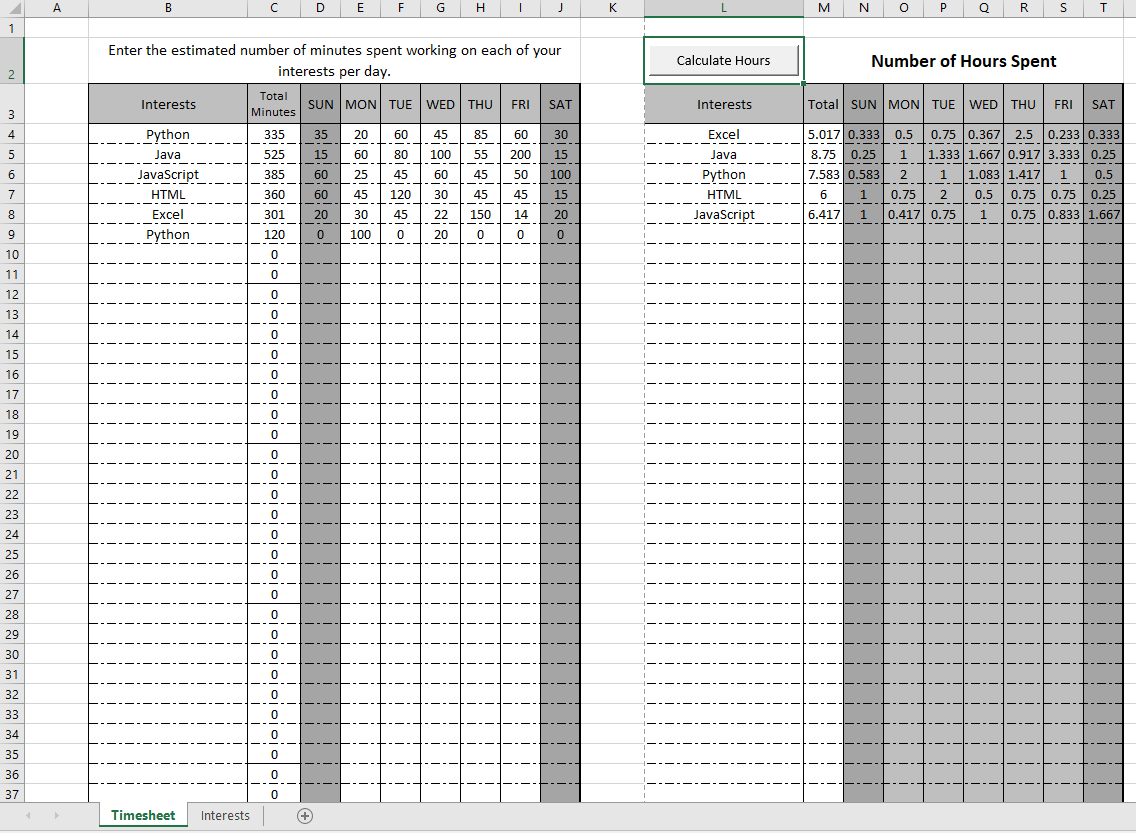 A B C D E F G H I J K L M N O P Q R S T
1
2 Enter the estimated number of minutes spent working on each of your
interests per day. Calculate Hours Number of Hours Spent
3 Interests Total Minutes SUN MON TUE WED THU FRI SAT Interests Total SUN MON TUE WED THU FRI SAT
4 Python 335 35 20 60 45 85 60 30 Excel 5.017 0.333 0.5 0.75 0.367 2.5 0.233 0.333
5 Java 525 15 60 80 100 55 200 15 Java 8.75 0.25 1 1.333 1.667 0.917 3.333 0.25
6 JavaScript 385 60 25 45 60 45 50 100 Python 7.583 0.583 2 1 1.083 1.417 1 0.5
7 HTML 360 60 45 120 30 45 45 15 HTML 6 1 0.75 2 0.5 0.75 0.75 0.25
8 Excel 301 20 30 45 22 150 14 20 JavaScript 6.417 1 0.417 0.75 1 0.75 0.833 1.667
9 Python 120 0 100 0 20 0 0 0
10 0
11 0
12 0
13 0
14 0
15 0
16 0
17 0
18 0
19 0
20 0
21 0
22 0
23 0
24 0
25 0
26 0
27 0
28 0
29 0
30 0
31 0
32 0
33 0
34 0
35 0
36 0
37 0
Timesheet Interests